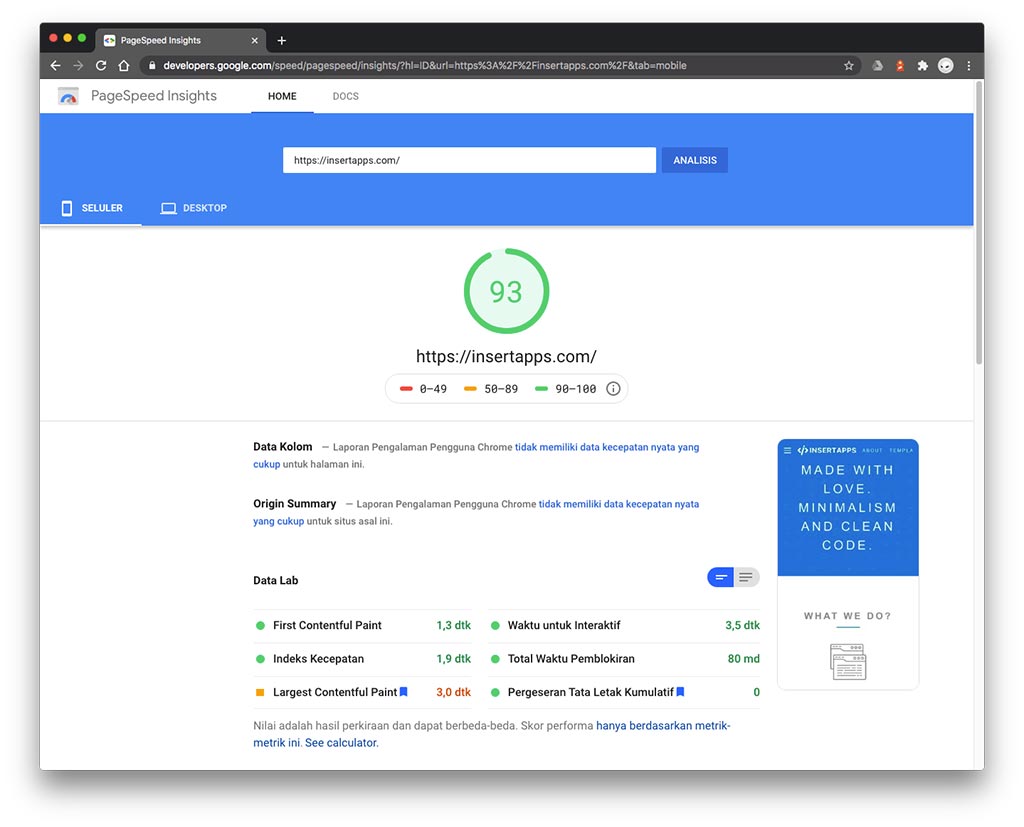 PageSpeed Insights
developers.google.com/speed/pagespeed/insights/?hl=ID&url=https%3A%2F%2Finsertapps.com%2F&tab=mobile
PageSpeed Insights HOME DOCS
https://insertapps.com/ ANALISIS
SELULER DESKTOP
93
https://insertapps.com/
0–49 50–89 90–100
Data Kolom — Laporan Pengalaman Pengguna Chrome tidak memiliki data kecepatan nyata yang
cukup untuk halaman ini.
Origin Summary — Laporan Pengalaman Pengguna Chrome tidak memiliki data kecepatan nyata
yang cukup untuk situs asal ini.
Data Lab
First Contentful Paint 1,3 dtk Waktu untuk Interaktif 3,5 dtk
Indeks Kecepatan 1,9 dtk Total Waktu Pemblokiran 80 md
Largest Contentful Paint 3,0 dtk Pergeseran Tata Letak Kumulatif 0
Nilai adalah hasil perkiraan dan dapat berbeda-beda. Skor performa hanya berdasarkan metrik-
metrik ini. See calculator.
INSERTAPPS ABOUT TEMPLA
MADE WITH
LOVE.
MINIMALISM
AND CLEAN
CODE.
WHAT WE DO?